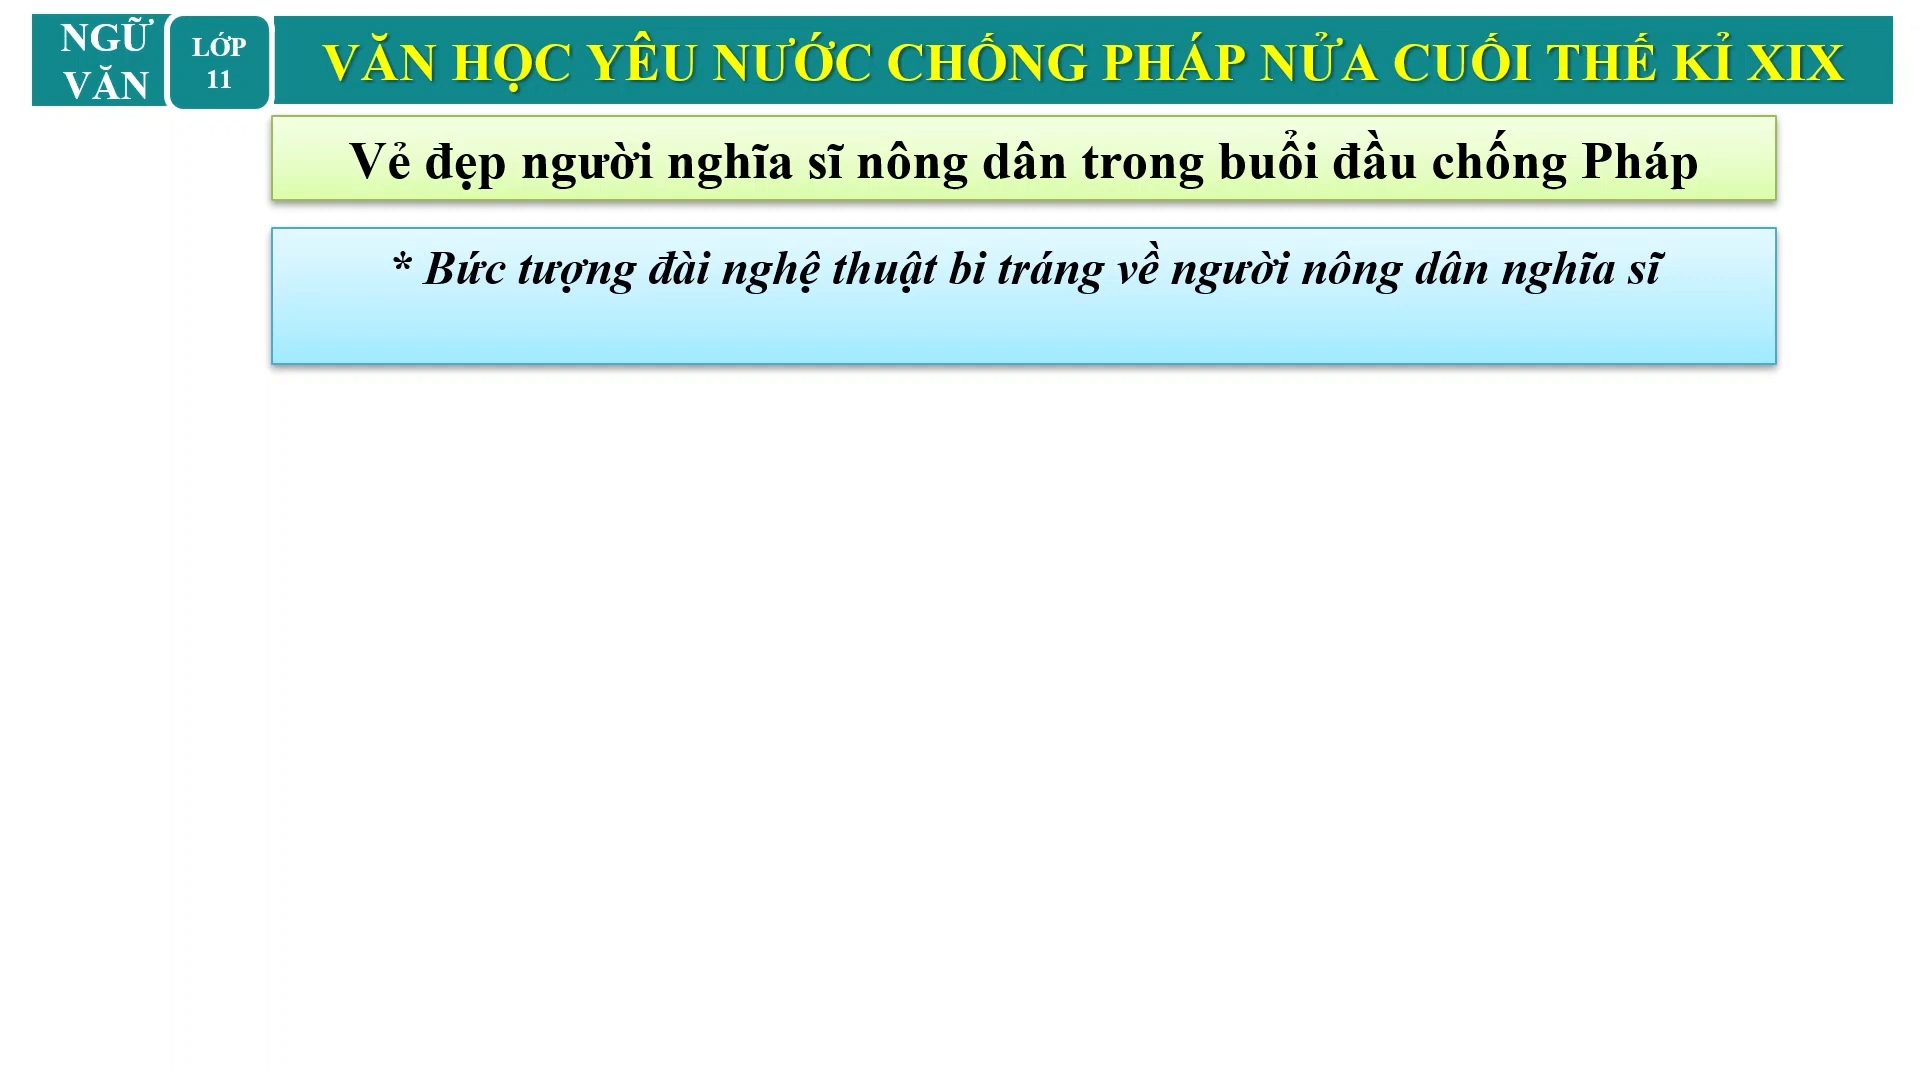 NGỮ
VĂN
LỚP
11
VĂN HỌC YÊU NƯỚC CHỐNG PHÁP NỬA CUỐI THẾ KỈ XIX
Vẻ đẹp người nghĩa sĩ nông dân trong buổi đầu chống Pháp
* Bức tượng đài nghệ thuật bi tráng về người nông dân nghĩa sĩ